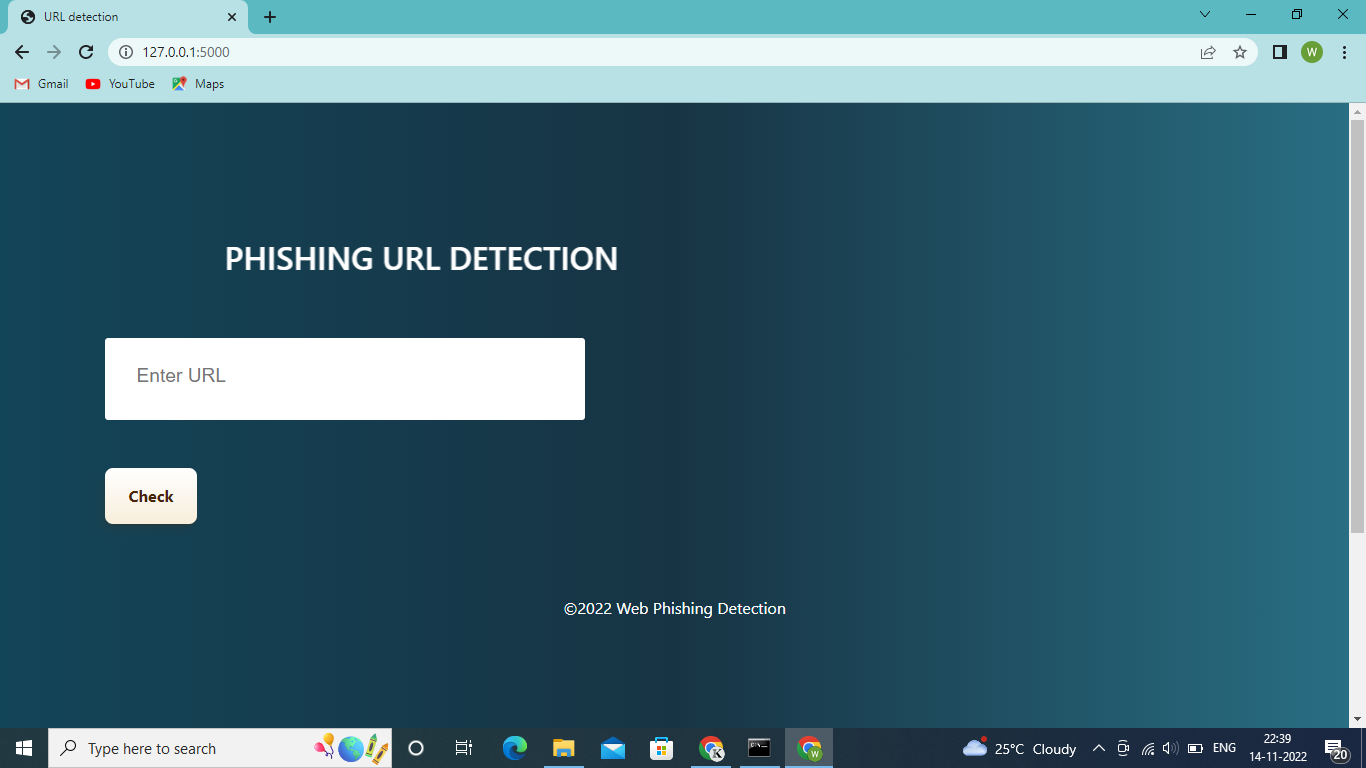 URL detection
127.0.0.1:5000
W
Gmail
YouTube
Maps
PHISHING URL DETECTION
Enter URL
Check
©2022 Web Phishing Detection
Type here to search
K
W
25°C Cloudy
ENG
22:39
14-11-2022
20